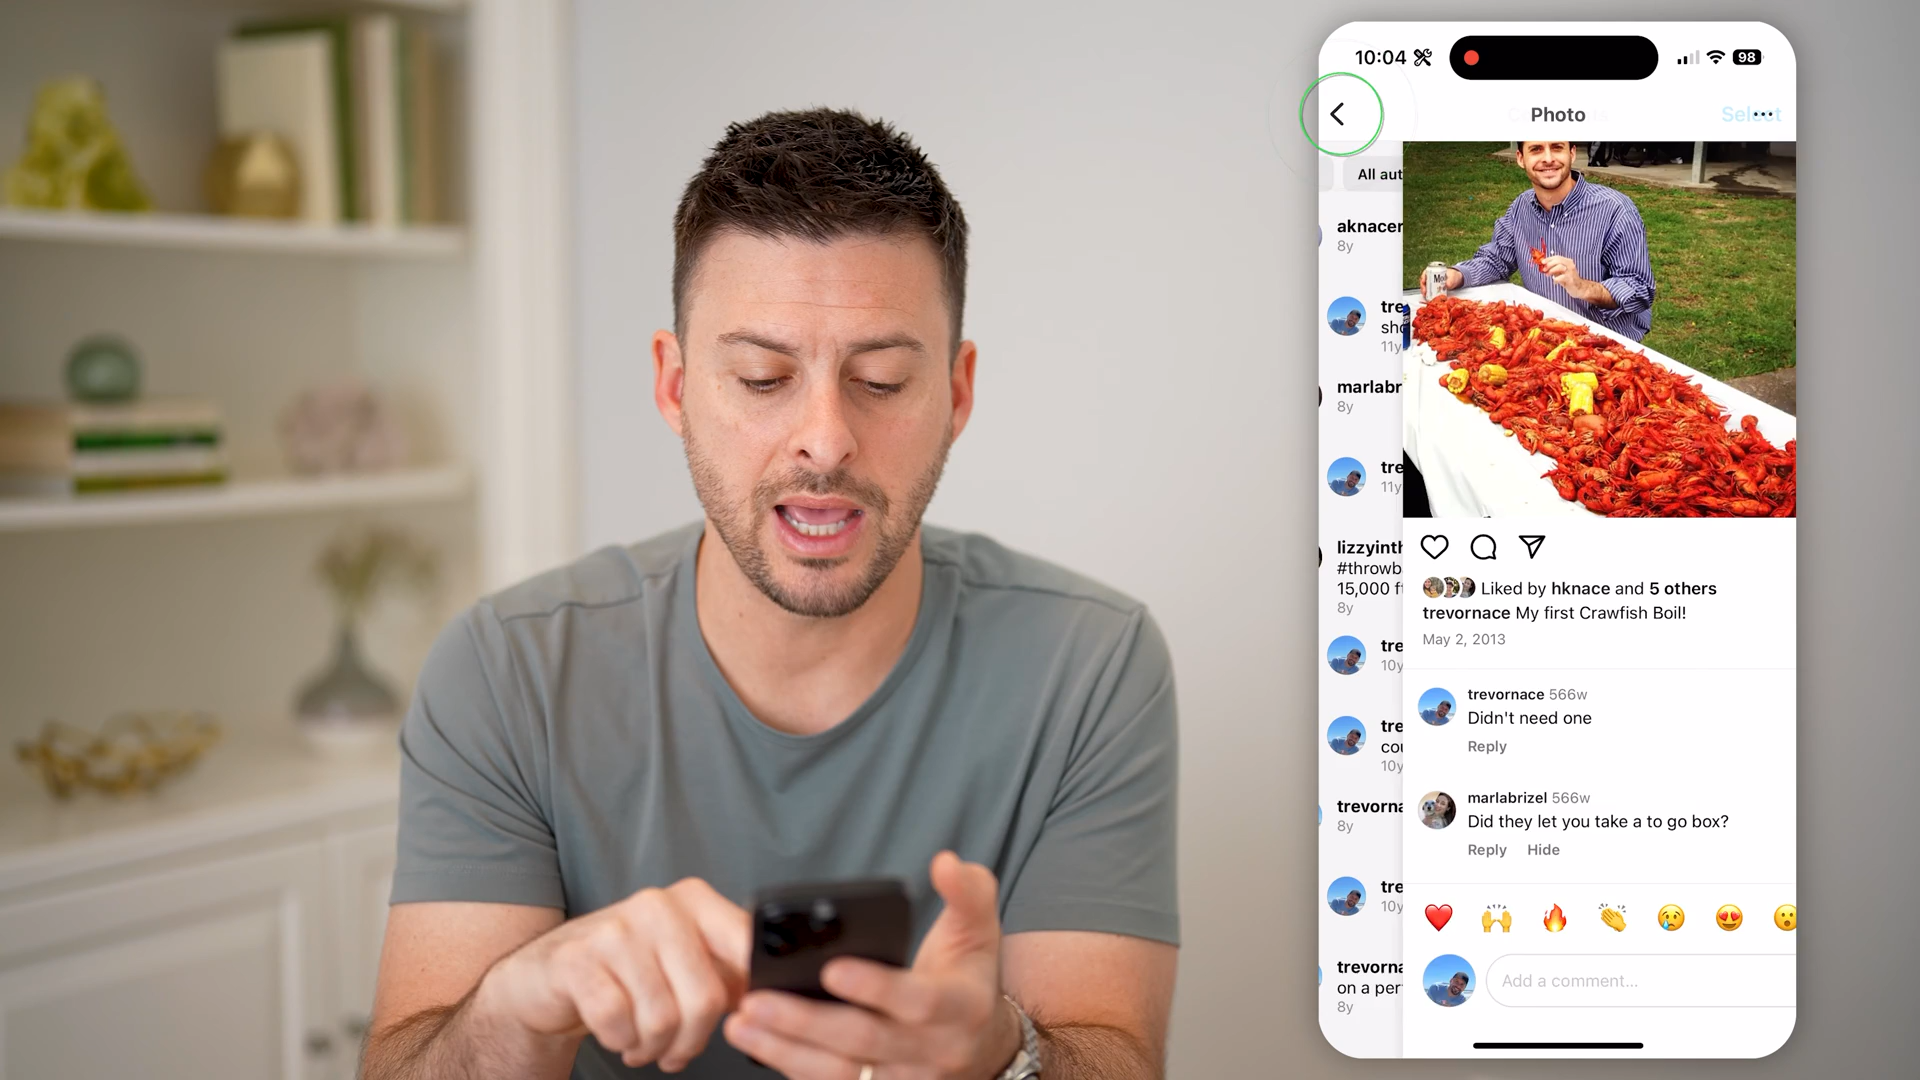 10:04
98
Photo
Select
All aut
aknacer
8y
tre
sho
11y
marlabr
8y
tre
11y
lizzyinth
#throwb
15,000 f
8y
tre
10y
tre
cou
10y
trevorna
8y
tre
10y
trevorna
on a per
8y
Liked by hknace and 5 others
trevornace My first Crawfish Boil!
May 2, 2013
trevornace 566w
Didn't need one
Reply
marlabrizel 566w
Did they let you take a to go box?
Reply Hide
Add a comment...